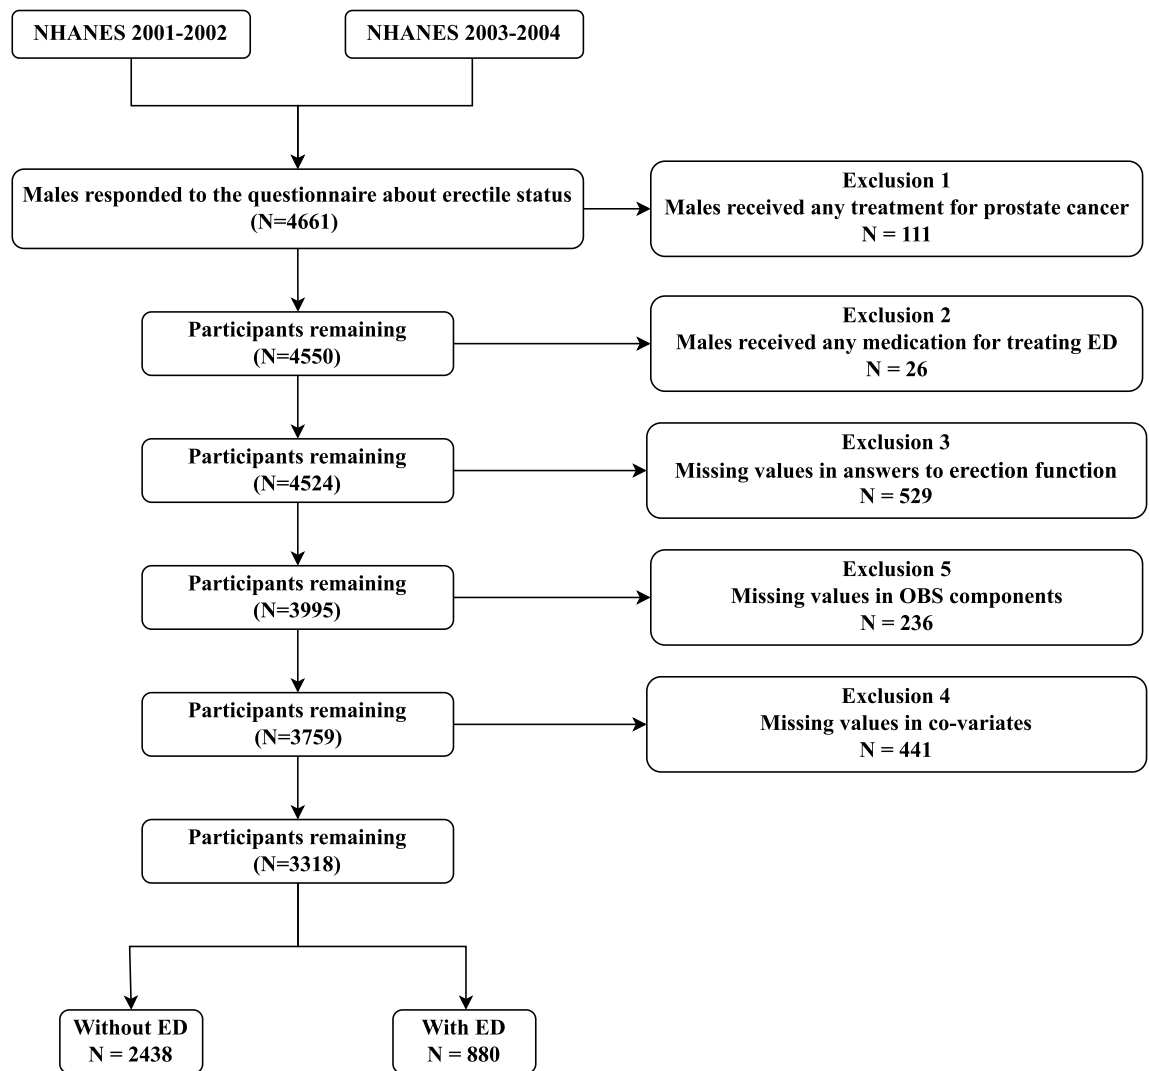 NHANES 2001-2002
NHANES 2003-2004
Males responded to the questionnaire about erectile status
(N=4661)
Exclusion 1
Males received any treatment for prostate cancer
N = 111
Participants remaining
(N=4550)
Exclusion 2
Males received any medication for treating ED
N = 26
Participants remaining
(N=4524)
Exclusion 3
Missing values in answers to erection function
N = 529
Participants remaining
(N=3995)
Exclusion 5
Missing values in OBS components
N = 236
Participants remaining
(N=3759)
Exclusion 4
Missing values in co-variates
N = 441
Participants remaining
(N=3318)
Without ED
N = 2438
With ED
N = 880